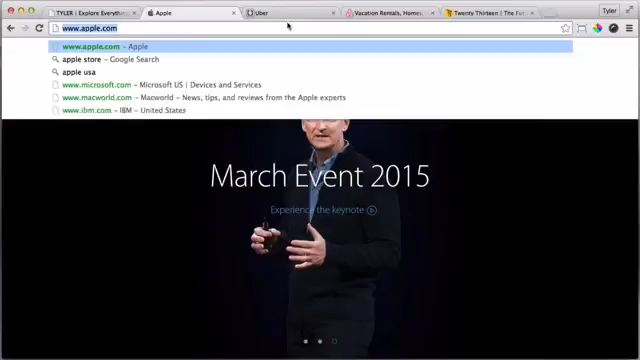 TYLER | Explore Everythi
Apple
Uber
Vacation Rentals, Homes,
Twenty Thirteen | The Fut
Tyler
www.apple.com
www.apple.com – Apple
apple store – Google Search
apple usa
www.microsoft.com – Microsoft US | Devices and Services
www.macworld.com – Macworld – News, tips, and reviews from the Apple experts
www.ibm.com – IBM – United States
March Event 2015
Experience the keynote